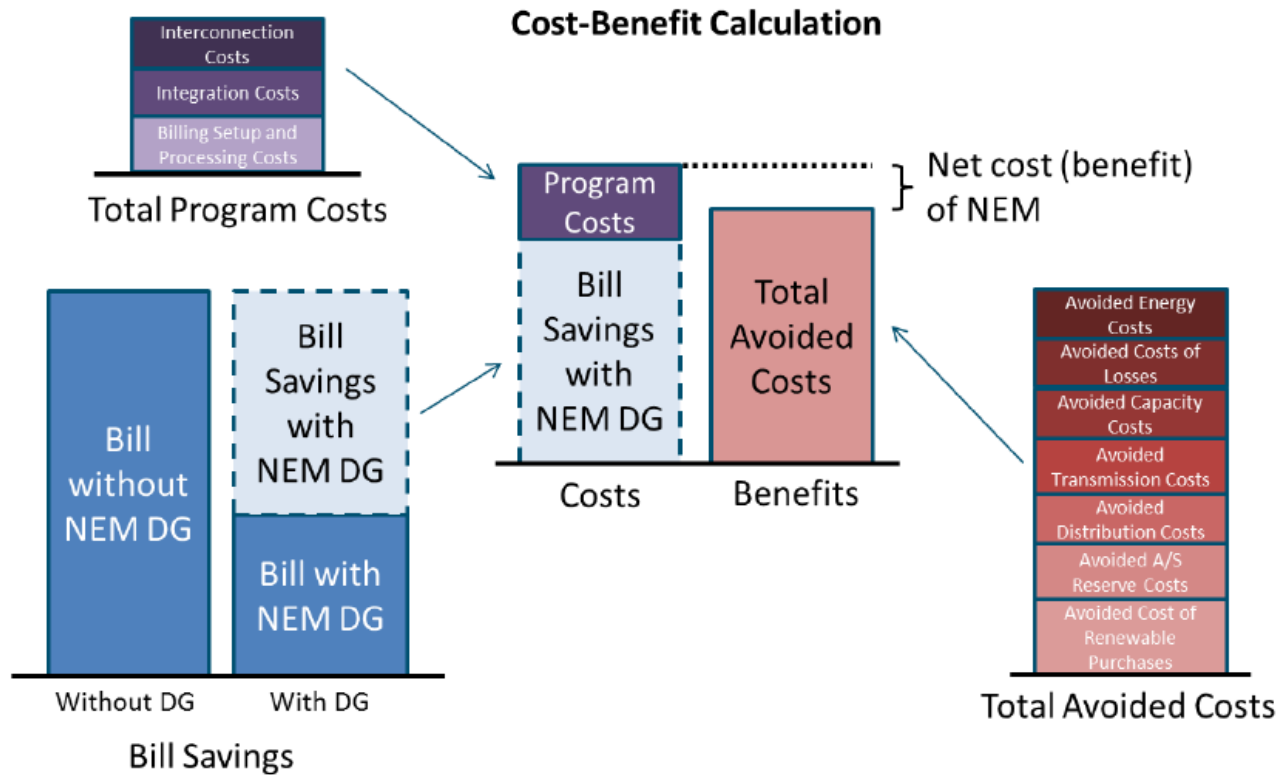 Cost-Benefit Calculation
Interconnection
Costs
Integration Costs
Billing Setup and
Processing Costs
Total Program Costs
Program
Costs
Bill
Savings
with
NEM DG
Costs
Total
Avoided
Costs
Benefits
Net cost (benefit)
of NEM
Bill
without
NEM DG
Without DG
Bill
Savings
with
NEM DG
Bill with
NEM DG
With DG
Bill Savings
Avoided Energy
Costs
Avoided Costs of
Losses
Avoided Capacity
Costs
Avoided
Transmission Costs
Avoided
Distribution Costs
Avoided A/S
Reserve Costs
Avoided Cost of
Renewable
Purchases
Total Avoided Costs